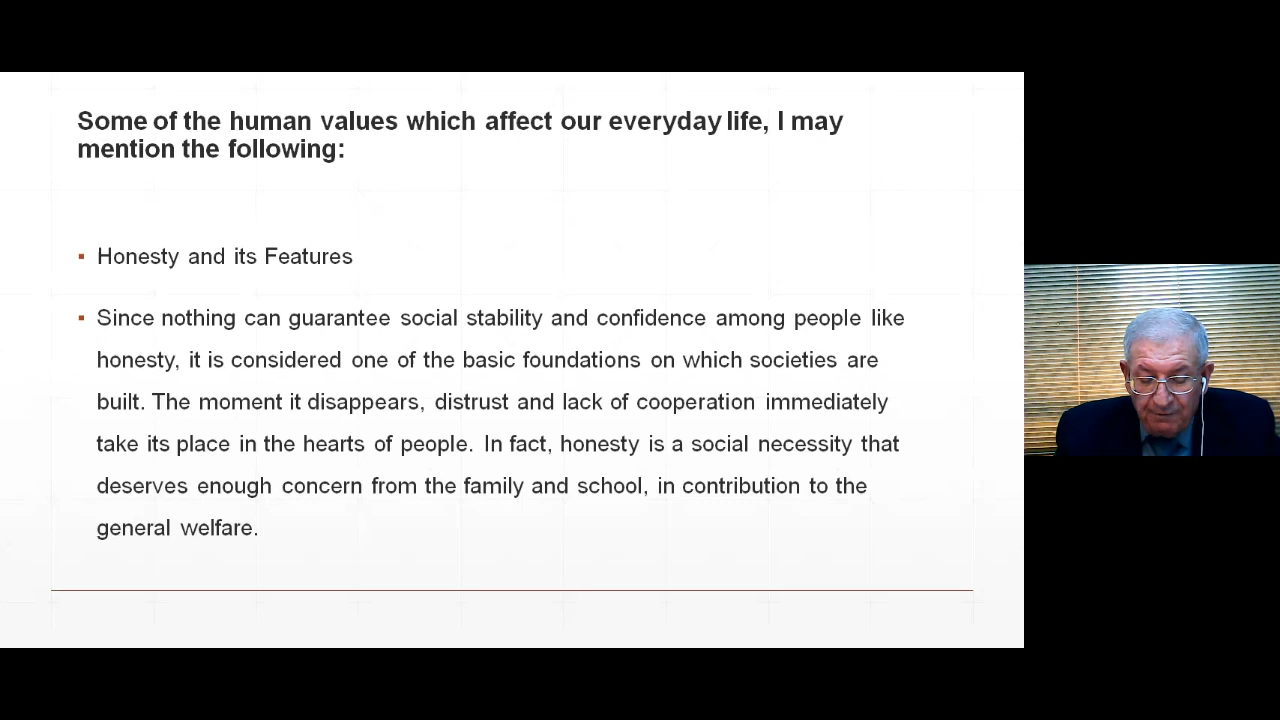 Some of the human values which affect our everyday life, I may
mention the following:
▪ Honesty and its Features
▪ Since nothing can guarantee social stability and confidence among people like
honesty, it is considered one of the basic foundations on which societies are
built. The moment it disappears, distrust and lack of cooperation immediately
take its place in the hearts of people. In fact, honesty is a social necessity that
deserves enough concern from the family and school, in contribution to the
general welfare.